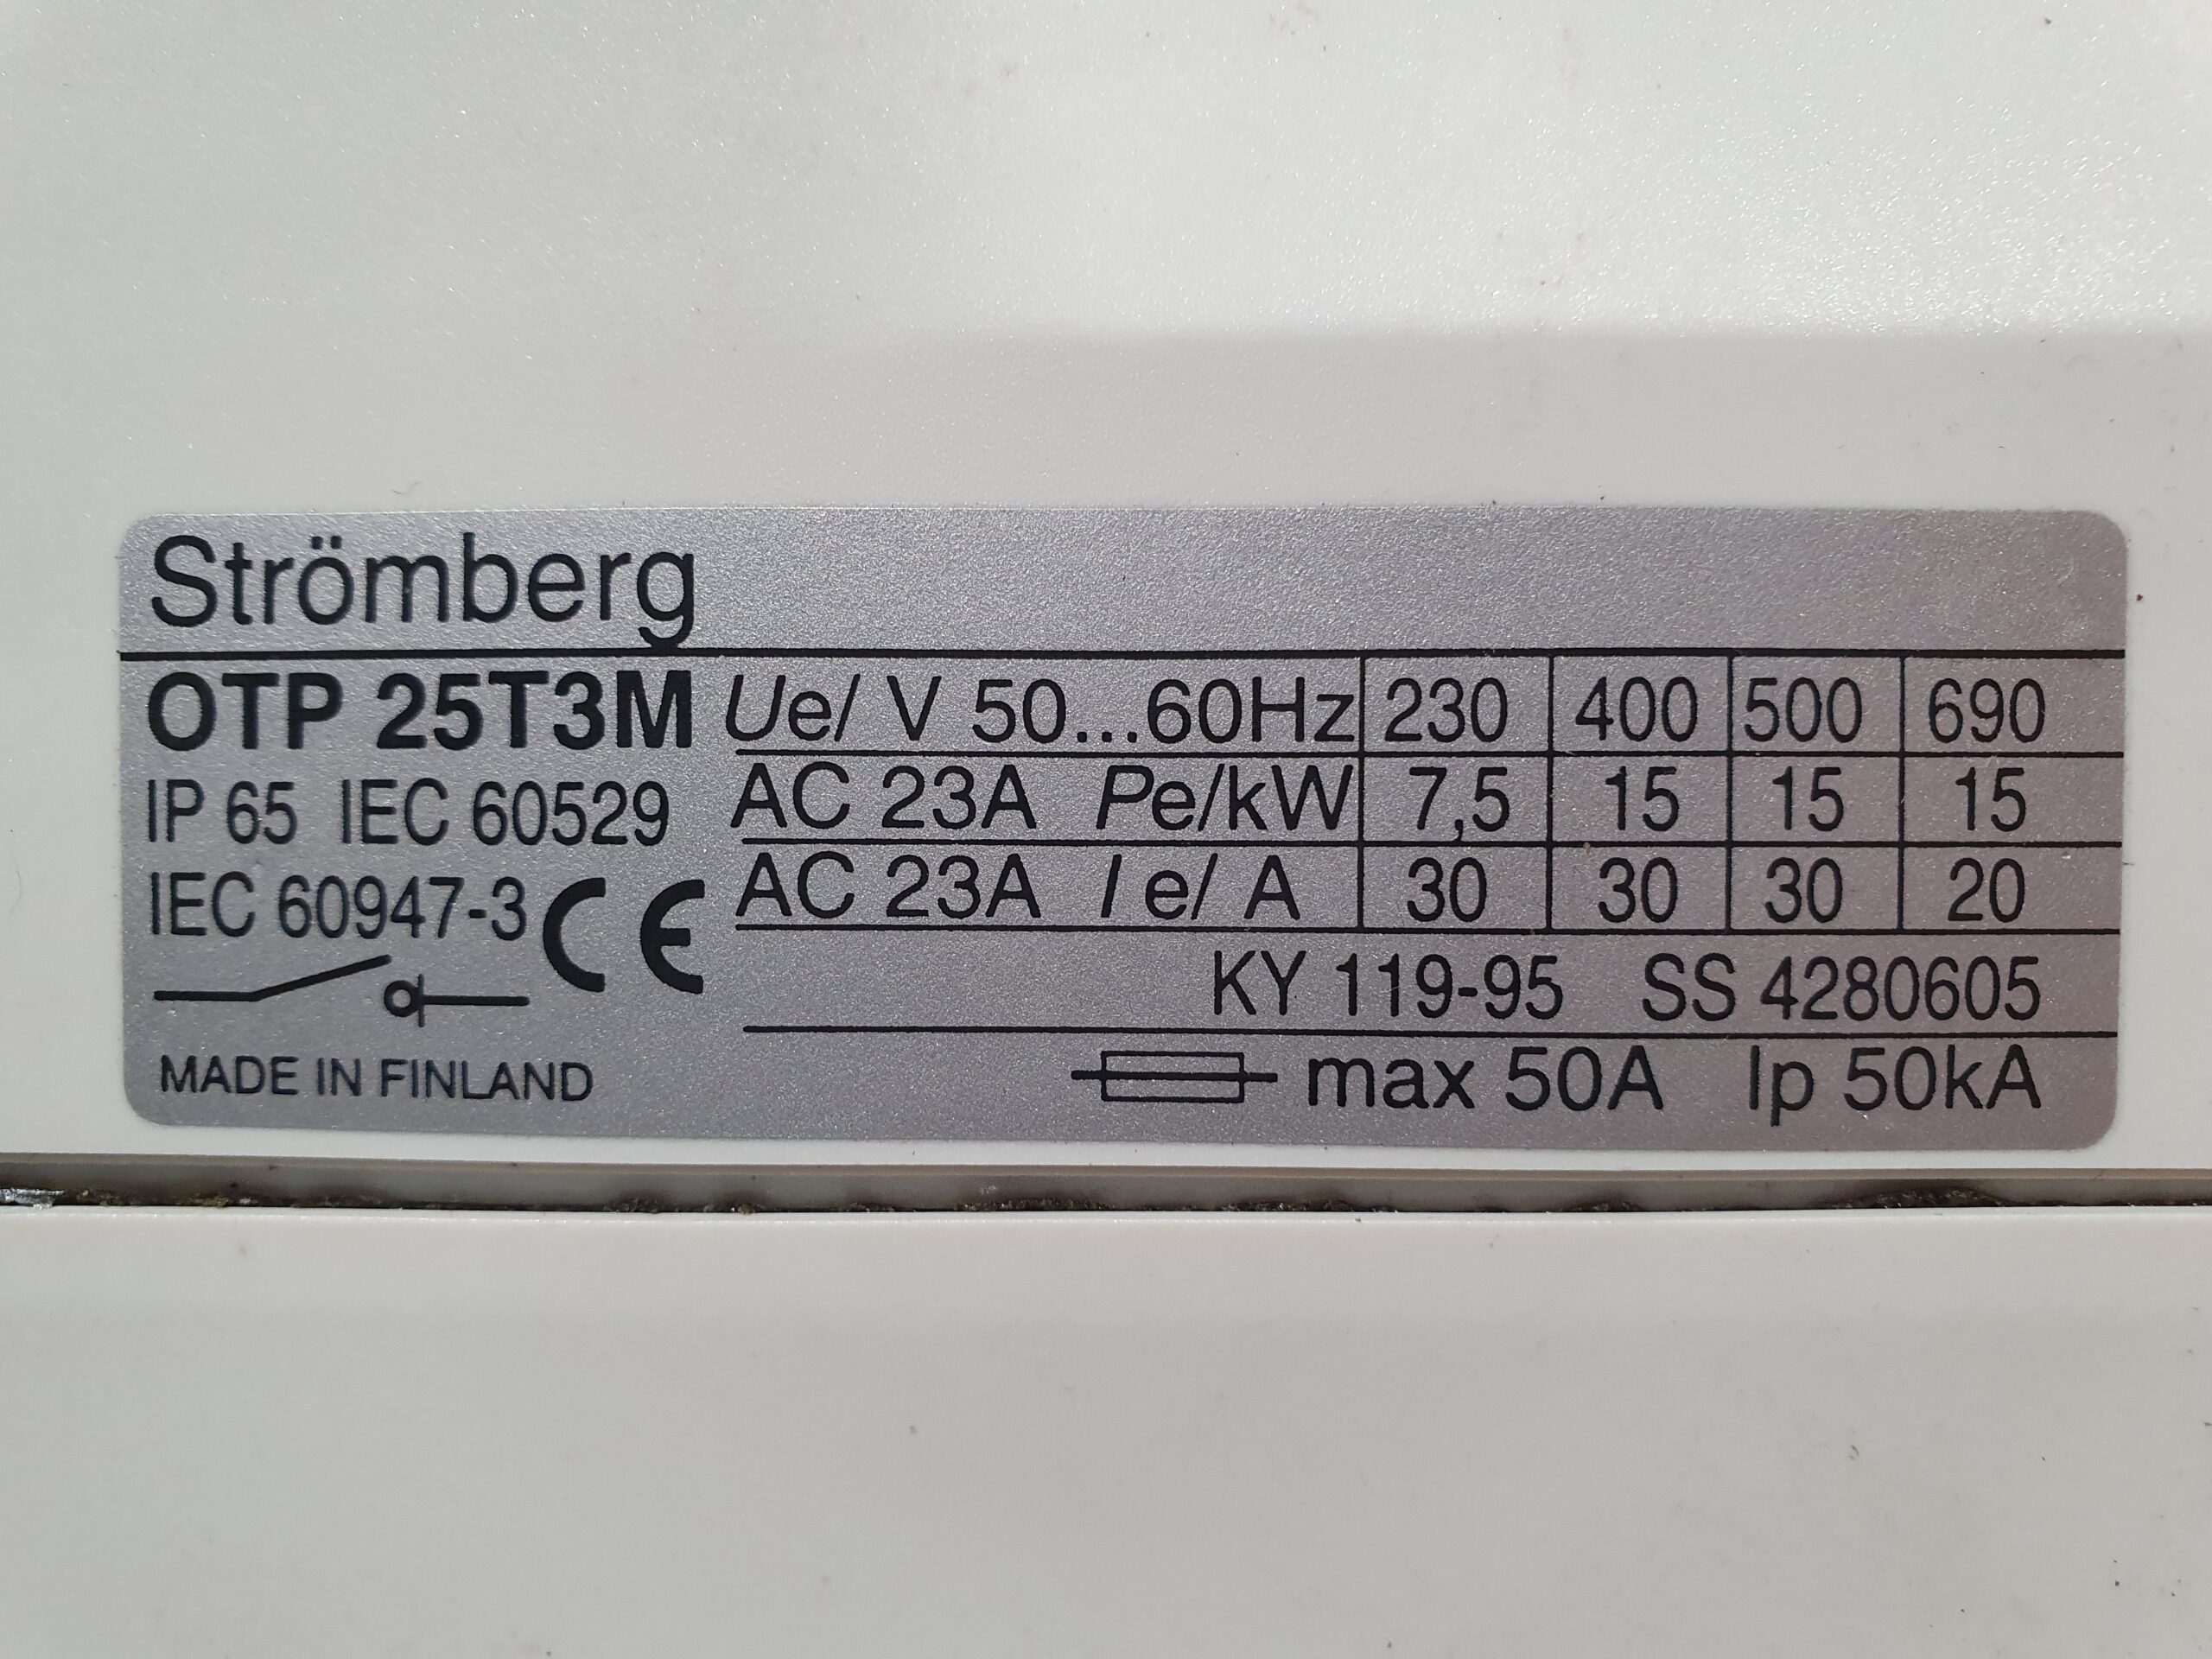 Strömberg
OTP 25T3M Ue/ V 50...60Hz 230 400 500 690
IP 65 IEC 60529 AC 23A Pe/kW 7,5 15 15 15
IEC 60947-3 CE AC 23A I e/ A 30 30 30 20
KY 119-95 SS 4280605
MADE IN FINLAND max 50A Ip 50kA